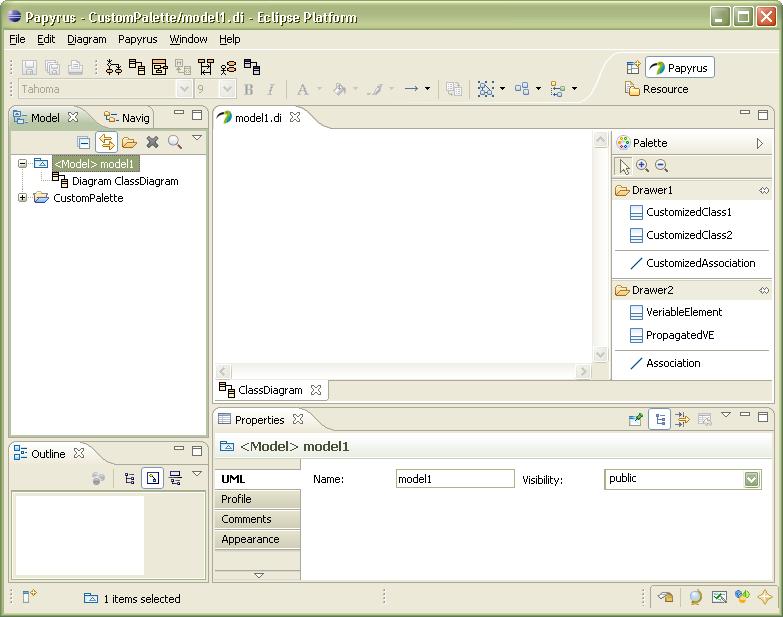 Papyrus - CustomPalette/model1.di - Eclipse Platform
File Edit Diagram Papyrus Window Help
Tahoma 9 B I A
Papyrus
Resource
Model Navig
<Model> model1
Diagram ClassDiagram
CustomPalette
model1.di
Palette
Drawer1
CustomizedClass1
CustomizedClass2
CustomizedAssociation
Drawer2
VeriableElement
PropagatedVE
Association
ClassDiagram
Outline
Properties
<Model> model1
UML
Profile
Comments
Appearance
Name: model1 Visibility: public
1 items selected